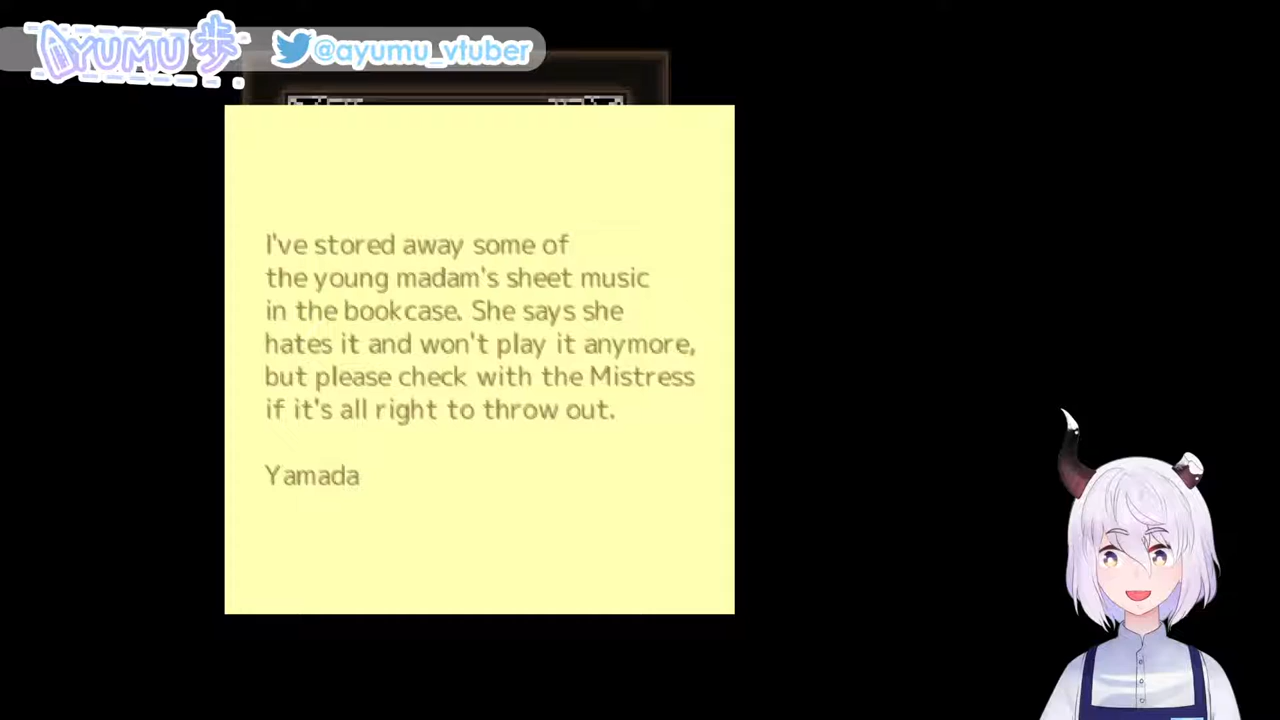 AYUMU 歩
@ayumu_vtuber
I've stored away some of
the young madam's sheet music
in the bookcase. She says she
hates it and won't play it anymore,
but please check with the Mistress
if it's all right to throw out.
Yamada